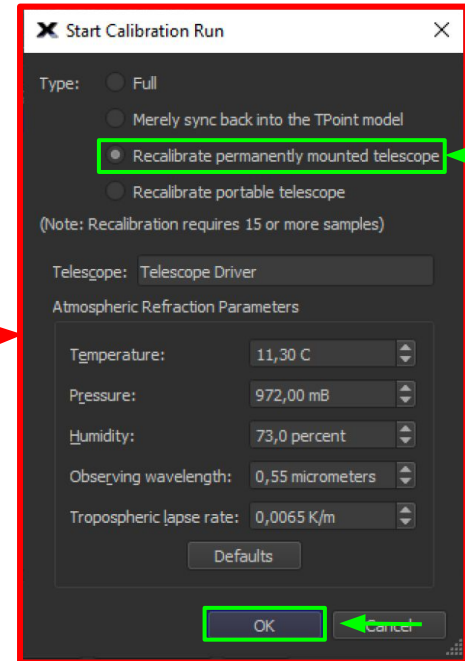 Start Calibration Run
Type: Full
Merely sync back into the TPoint model
Recalibrate permanently mounted telescope
Recalibrate portable telescope
(Note: Recalibration requires 15 or more samples)
Telescope: Telescope Driver
Atmospheric Refraction Parameters
Temperature: 11,30 C
Pressure: 972,00 mB
Humidity: 73,0 percent
Observing wavelength: 0,55 micrometers
Tropospheric lapse rate: 0,0065 K/m
Defaults
OK Cancel